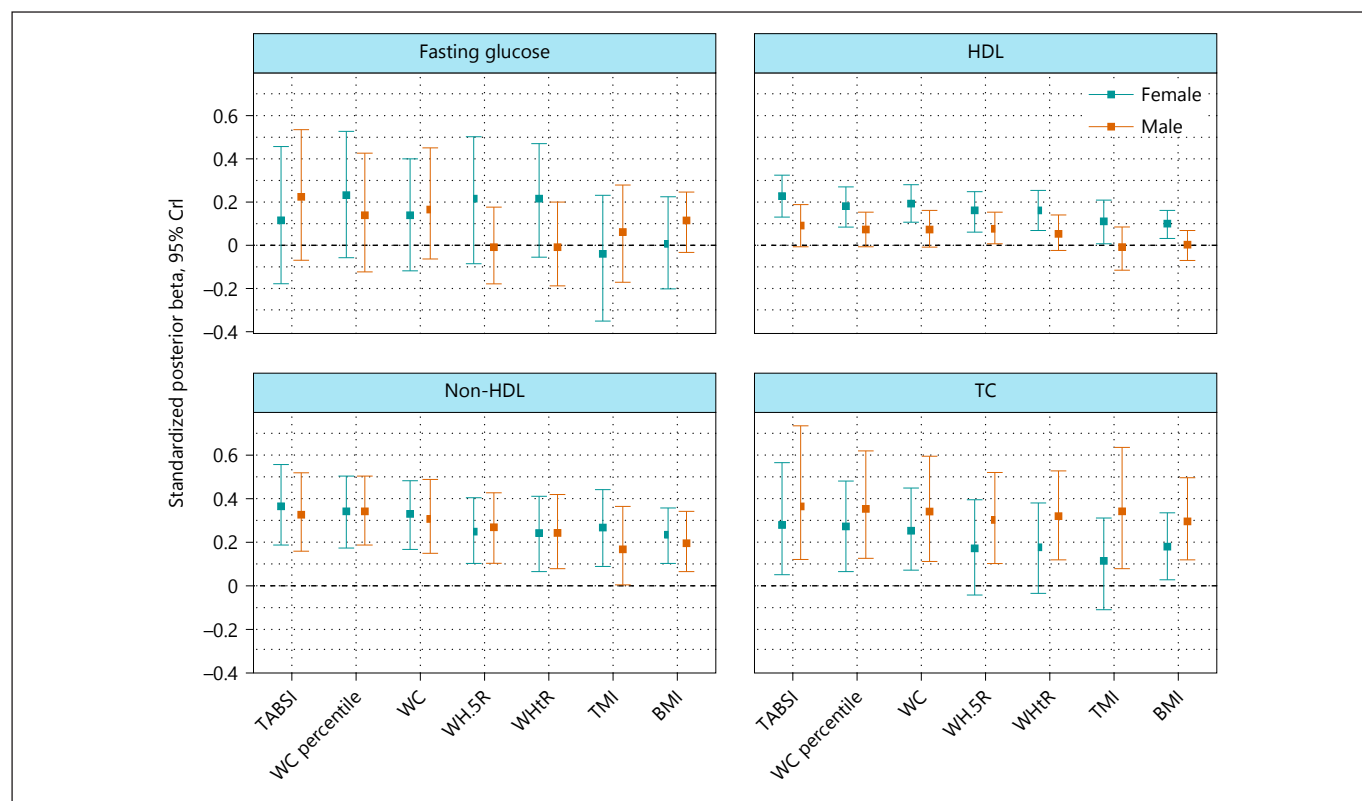 Fasting glucose
HDL
Female
Male
0.6
0.4
0.2
0
–0.2
–0.4
Standardized posterior beta, 95% CrI
Non-HDL
TC
0.6
0.4
0.2
0
–0.2
–0.4
TABSI
WC percentile
WC
WH.5R
WHtR
TMI
BMI
TABSI
WC percentile
WC
WH.5R
WHtR
TMI
BMI